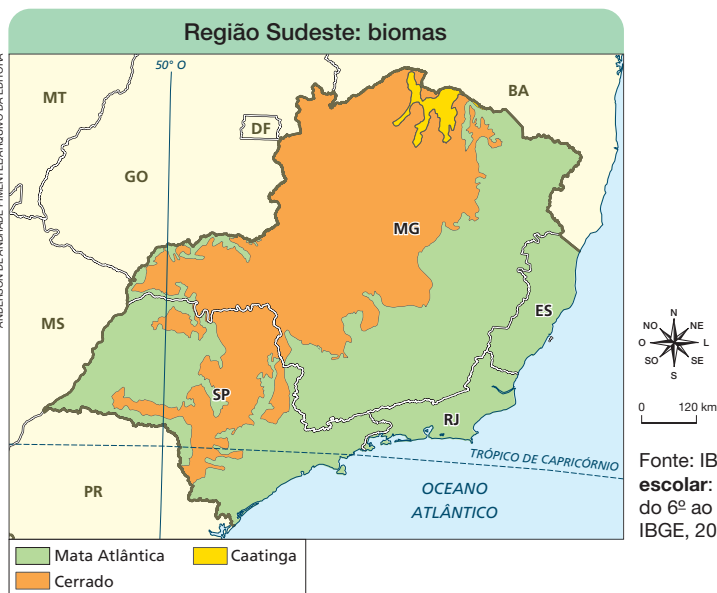 Região Sudeste: biomas
50° O
MT
BA
DF
GO
MG
MS
ES
SP
RJ
TRÓPICO DE CAPRICÓRNIO
PR
OCEANO
ATLÂNTICO
N
NO NE
O L
SO SE
S
0 120 km
Fonte: IB
escolar:
do 6º ao
IBGE, 20
Mata Atlântica Caatinga
Cerrado